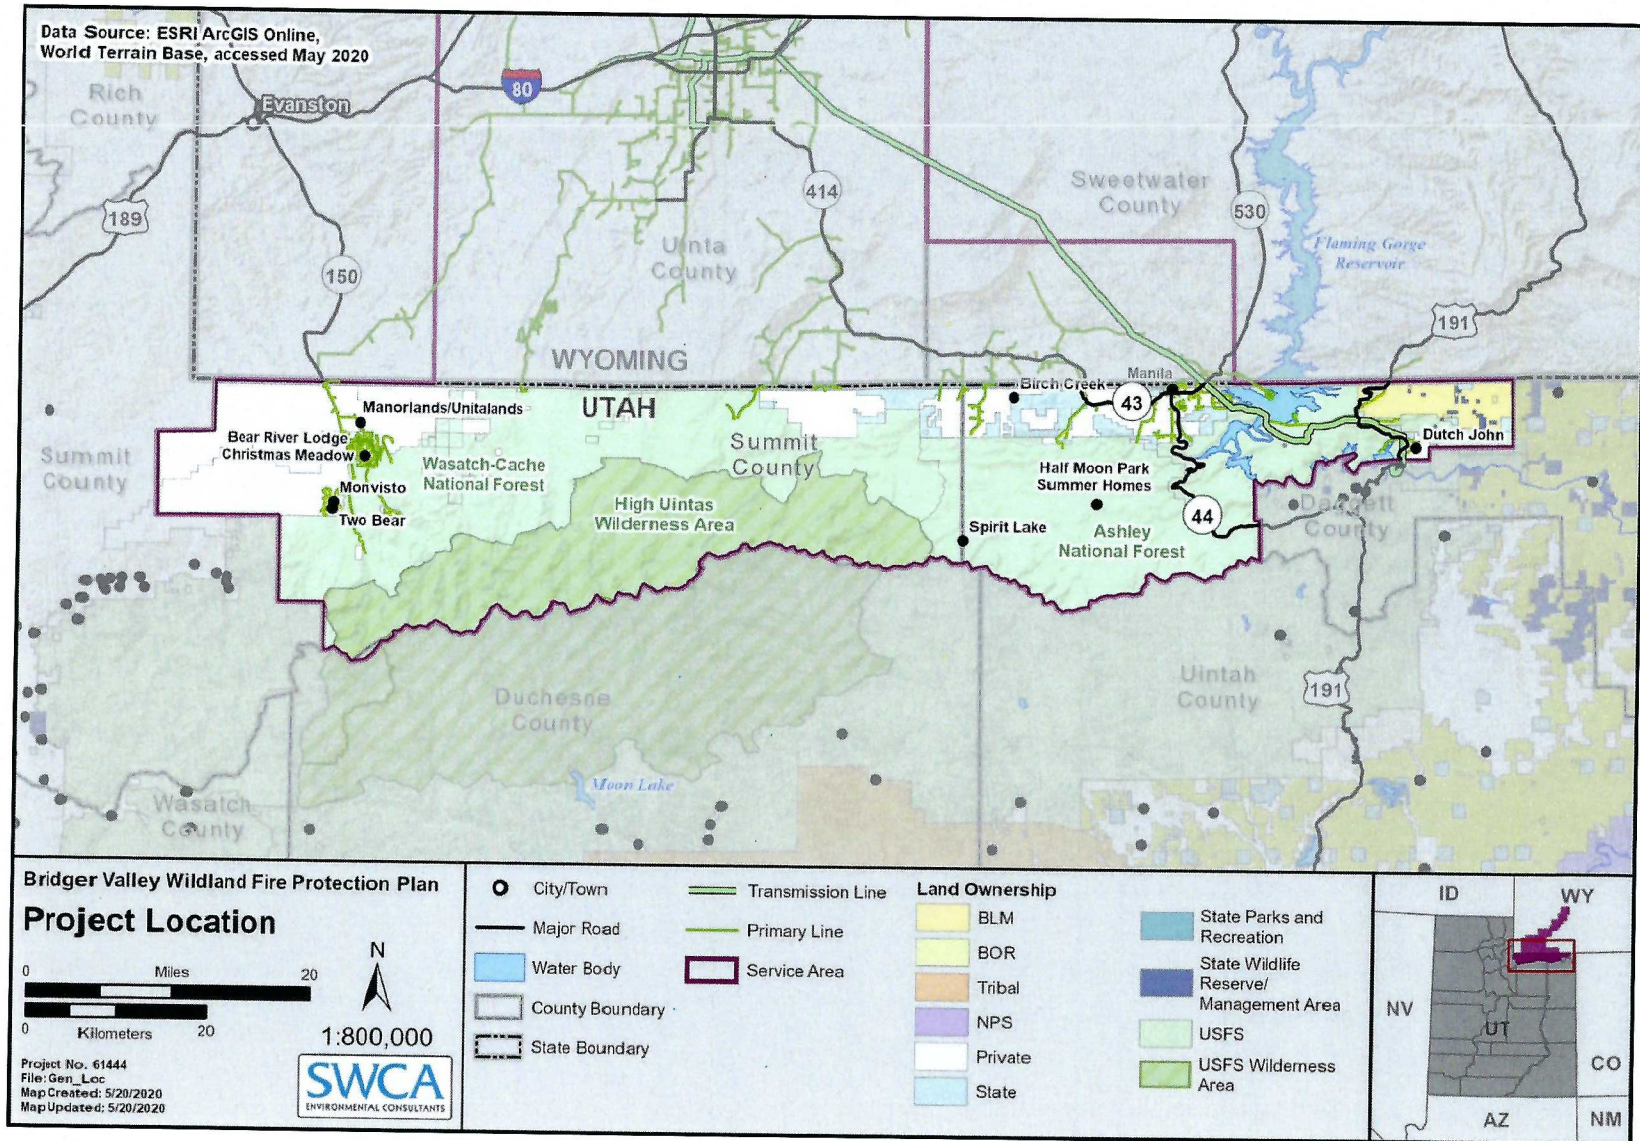 Data Source: ESRI ArcGIS Online,
World Terrain Base, accessed May 2020
Rich
County
Evanston
80
189
150
414
Uinta
County
Sweetwater
County
530
Flaming Gorge
Reservoir
191
WYOMING
UTAH
Manila
Birch Creek
43
Manorlands/Unitalands
Bear River Lodge
Christmas Meadow
Monvisto
Two Bear
Summit
County
Wasatch-Cache
National Forest
Summit
County
High Uintas
Wilderness Area
Half Moon Park
Summer Homes
Spirit Lake
Ashley
National Forest
44
Dutch John
Daggett
County
Duchesne
County
Uintah
County
191
Moon Lake
Wasatch
County
Bridger Valley Wildland Fire Protection Plan
Project Location
0 Miles 20
0 Kilometers 20
N
1:800,000
Project No. 61444
File: Gen_Loc
Map Created: 5/20/2020
Map Updated: 5/20/2020
SWCA
ENVIRONMENTAL CONSULTANTS
City/Town
Major Road
Water Body
County Boundary
State Boundary
Transmission Line
Primary Line
Service Area
Land Ownership
BLM
BOR
Tribal
NPS
Private
State
State Parks and
Recreation
State Wildlife
Reserve/
Management Area
USFS
USFS Wilderness
Area
ID
WY
NV
UT
CO
AZ
NM